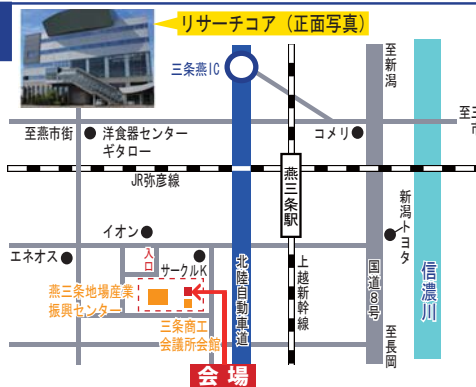 リサーチコア（正面写真）
三条燕IC
至新潟
至三
市
至燕市街
洋食器センター
ギタロー
コメリ
JR弥彦線
燕三条駅
新潟トヨタ
イオン
エネオス
入口
サークルK
北陸自動車道
上越新幹線
国道8号
信濃川
燕三条地場産業
振興センター
三条商工
会議所会館
至長岡
会場